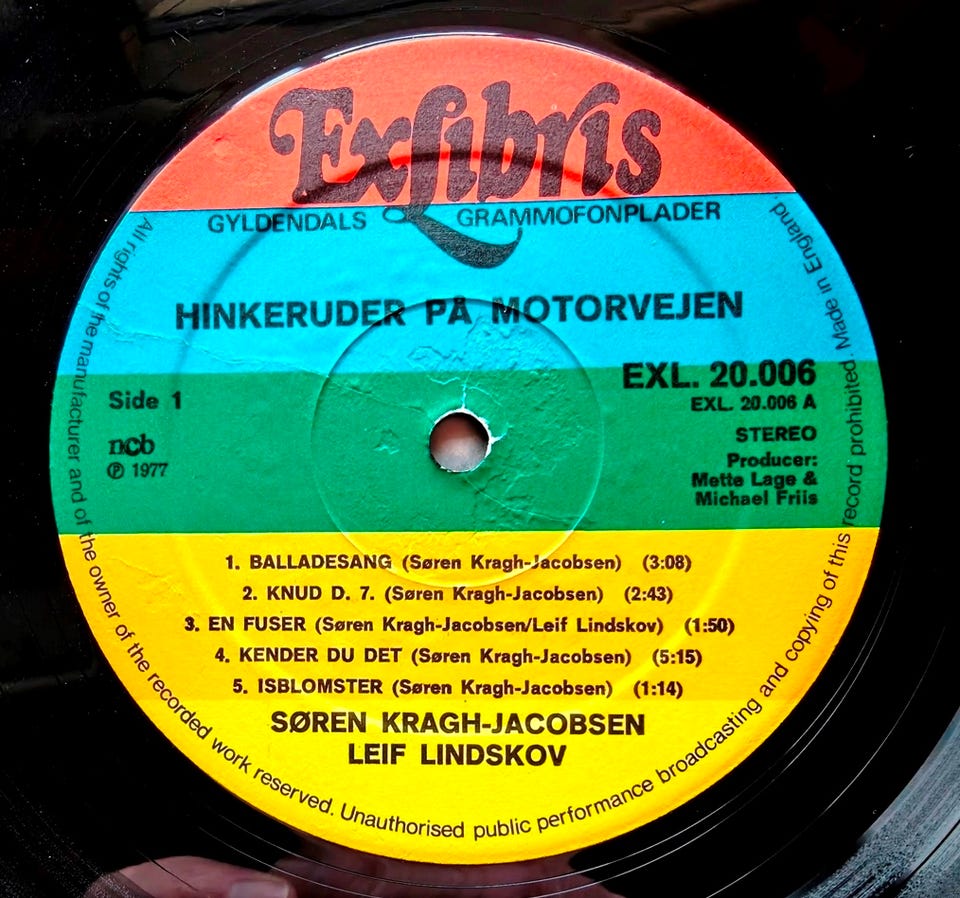 Exlibris
GYLDENDALS GRAMMOFONPLADER
HINKERUDER PÅ MOTORVEJEN
EXL. 20.006
EXL. 20.006 A
Side 1
STEREO
ncb
Ⓟ 1977
Producer:
Mette Lage &
Michael Friis
1. BALLADESANG (Søren Kragh-Jacobsen) (3:08)
2. KNUD D. 7. (Søren Kragh-Jacobsen) (2:43)
3. EN FUSER (Søren Kragh-Jacobsen/Leif Lindskov) (1:50)
4. KENDER DU DET (Søren Kragh-Jacobsen) (5:15)
5. ISBLOMSTER (Søren Kragh-Jacobsen) (1:14)
SØREN KRAGH-JACOBSEN
LEIF LINDSKOV
All rights of the manufacturer and of the owner of the recorded work reserved. Unauthorised public performance broadcasting and copying of this record prohibited. Made in England